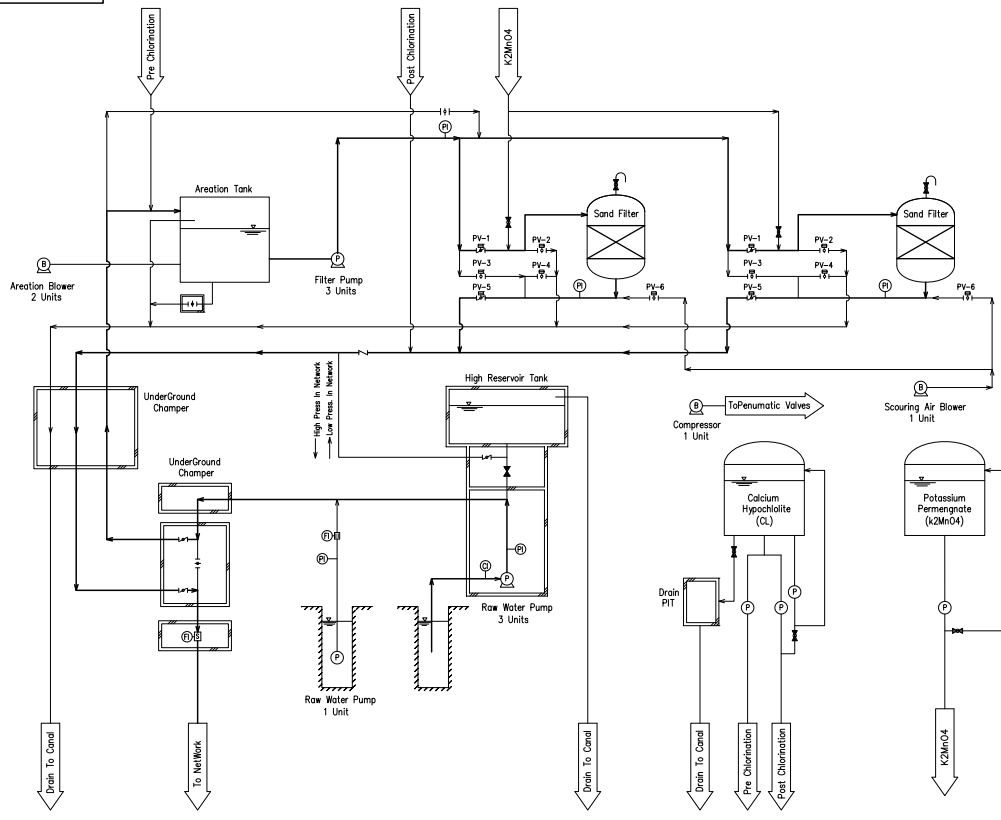 Pre Chlorination
Post Chlorination
K2MnO4
PI
Areation Tank
B
Areation Blower
2 Units
P
Filter Pump
3 Units
Sand Filter
PV-1
PV-2
PV-3
PV-4
PV-5
PI
PV-6
Sand Filter
PV-1
PV-2
PV-3
PV-4
PV-5
PI
PV-6
UnderGround
Champer
High Press In Network
Low Press. In Network
High Reservoir Tank
B
Compressor
1 Unit
ToPenumatic Valves
B
Scouring Air Blower
1 Unit
UnderGround
Champer
FI
PI
CI
PI
P
Raw Water Pump
3 Units
P
Raw Water Pump
1 Unit
FI
S
Calcium
Hypochlolite
(CL)
Potassium
Permengnate
(k2MnO4)
Drain
PIT
P
P
P
P
Drain To Canal
To NetWork
Drain To Canal
Drain To Canal
Pre Chlorination
Post Chlorination
K2MnO4